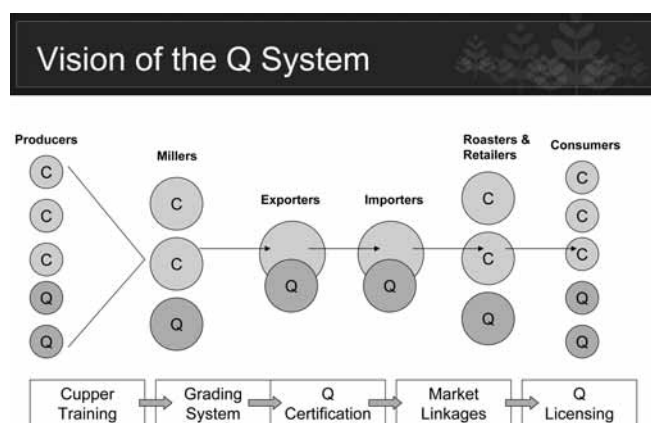 Vision of the Q System
Producers
C
C
C
Q
Q
Millers
C
C
Q
Exporters
Q
Importers
Q
Roasters &
Retailers
C
C
Q
Consumers
C
C
C
Q
Q
Cupper
Training
Grading
System
Q
Certification
Market
Linkages
Q
Licensing